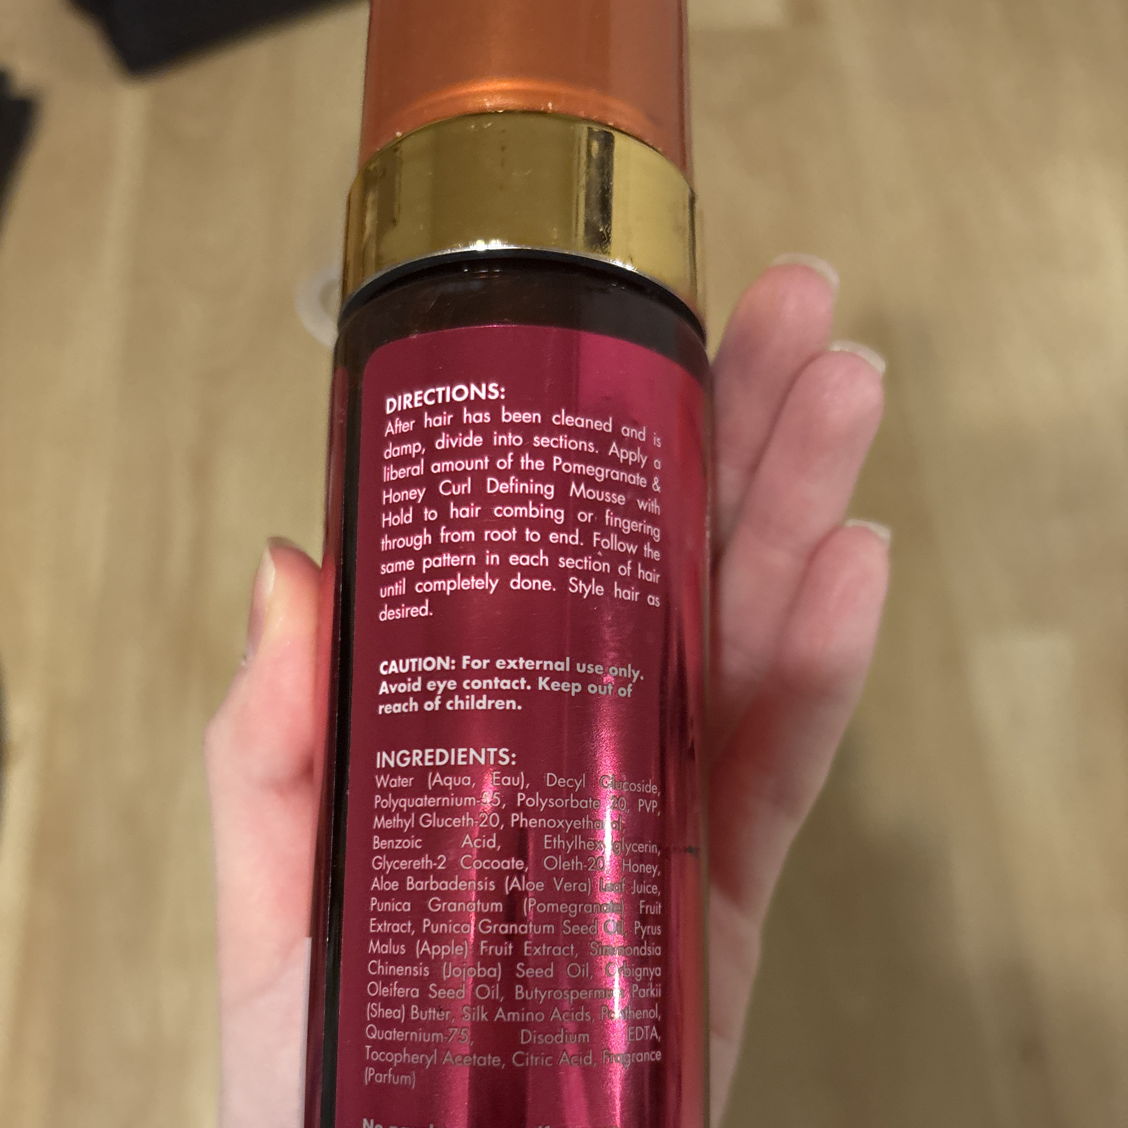 DIRECTIONS:
After hair has been cleaned and is
damp, divide into sections. Apply a
liberal amount of the Pomegranate &
Honey Curl Defining Mousse with
Hold to hair combing or fingering
through from root to end. Follow the
same pattern in each section of hair
until completely done. Style hair as
desired.
CAUTION: For external use only.
Avoid eye contact. Keep out of
reach of children.
INGREDIENTS:
Water (Aqua, Eau), Decyl Glucoside,
Polyquaternium-55, Polysorbate 20, PVP,
Methyl Gluceth-20, Phenoxyethanol,
Benzoic Acid, Ethylhexylglycerin,
Glycereth-2 Cocoate, Oleth-20, Honey,
Aloe Barbadensis (Aloe Vera) Leaf Juice,
Punica Granatum (Pomegranate) Fruit
Extract, Punica Granatum Seed Oil, Pyrus
Malus (Apple) Fruit Extract, Simmondsia
Chinensis (Jojoba) Seed Oil, Orbignya
Oleifera Seed Oil, Butyrospermum Parkii
(Shea) Butter, Silk Amino Acids, Panthenol,
Quaternium-75, Disodium EDTA,
Tocopheryl Acetate, Citric Acid, Fragrance
(Parfum)
No